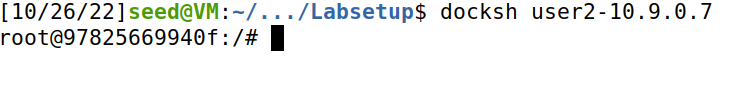 [10/26/22]seed@VM:~/.../Labsetup$ docksh user2-10.9.0.7
root@97825669940f:/#